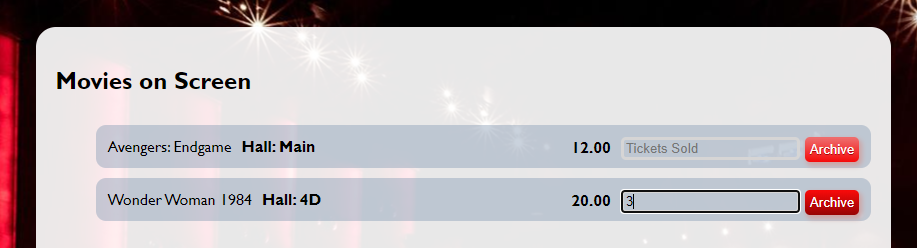 Movies on Screen
Avengers: Endgame Hall: Main 12.00 Tickets Sold Archive
Wonder Woman 1984 Hall: 4D 20.00 3 Archive